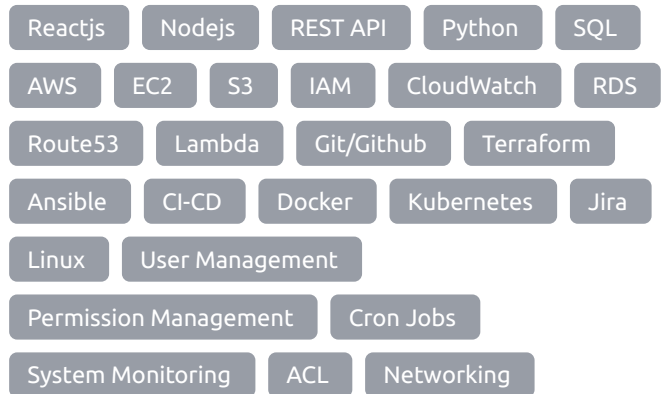 Reactjs Nodejs REST API Python SQL
AWS EC2 S3 IAM CloudWatch RDS
Route53 Lambda Git/Github Terraform
Ansible CI-CD Docker Kubernetes Jira
Linux User Management
Permission Management Cron Jobs
System Monitoring ACL Networking